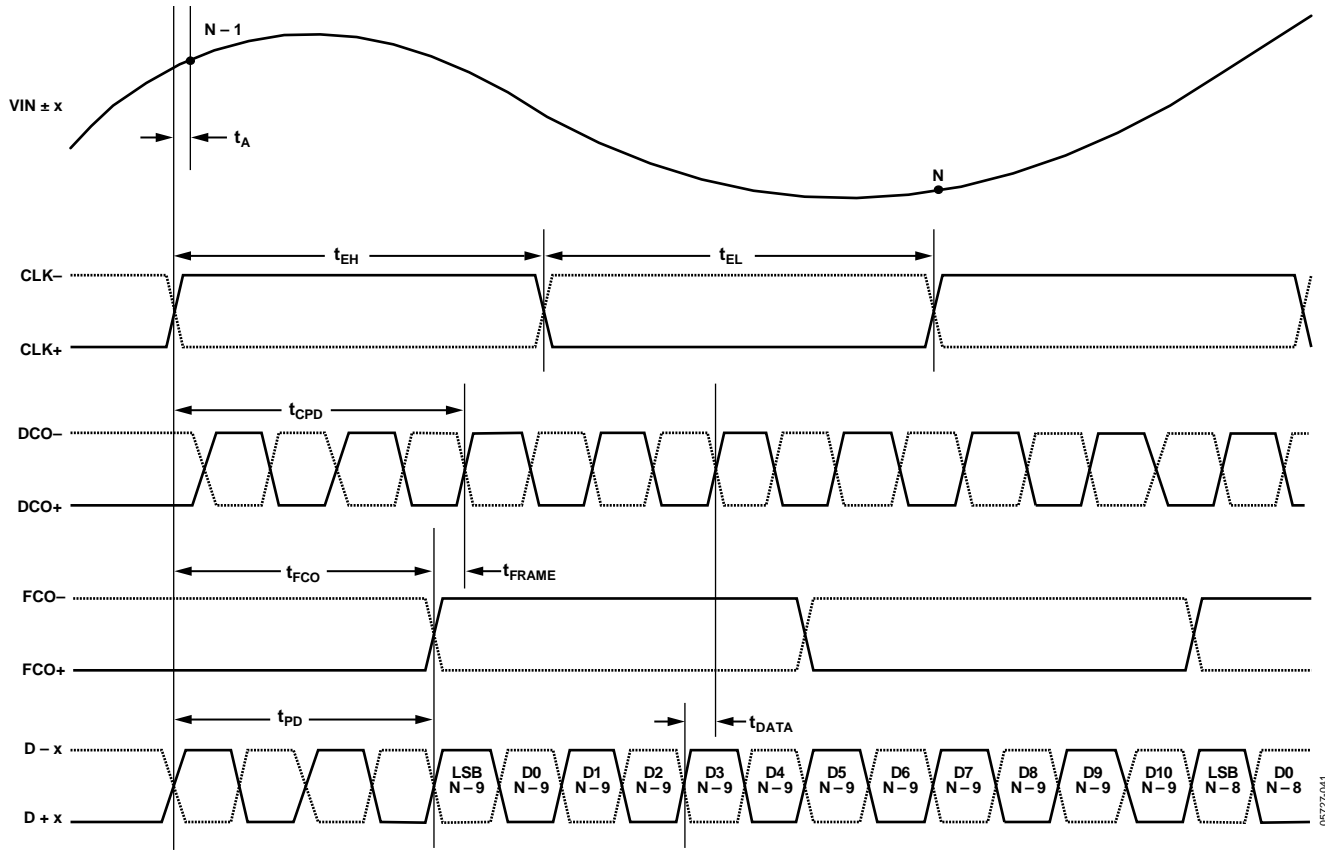 N – 1
VIN ± x
tA
N
tEH
tEL
CLK–
CLK+
tCPD
DCO–
DCO+
tFCO
tFRAME
FCO–
FCO+
tPD
tDATA
D – x
LSB N – 9
D0 N – 9
D1 N – 9
D2 N – 9
D3 N – 9
D4 N – 9
D5 N – 9
D6 N – 9
D7 N – 9
D8 N – 9
D9 N – 9
D10 N – 9
LSB N – 8
D0 N – 8
D + x
05727-041